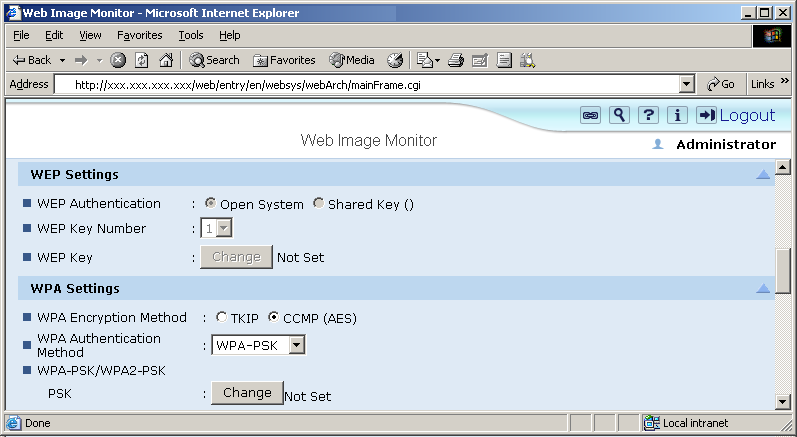 Web Image Monitor - Microsoft Internet Explorer
File Edit View Favorites Tools Help
Back Search Favorites Media
Address http://xxx.xxx.xxx.xxx/web/entry/en/websys/webArch/mainFrame.cgi Go Links »
? i Logout
Web Image Monitor Administrator
WEP Settings
WEP Authentication : Open System Shared Key ()
WEP Key Number : 1
WEP Key : Change Not Set
WPA Settings
WPA Encryption Method : TKIP CCMP (AES)
WPA Authentication
Method : WPA-PSK
WPA-PSK/WPA2-PSK
PSK : Change Not Set
Done Local intranet